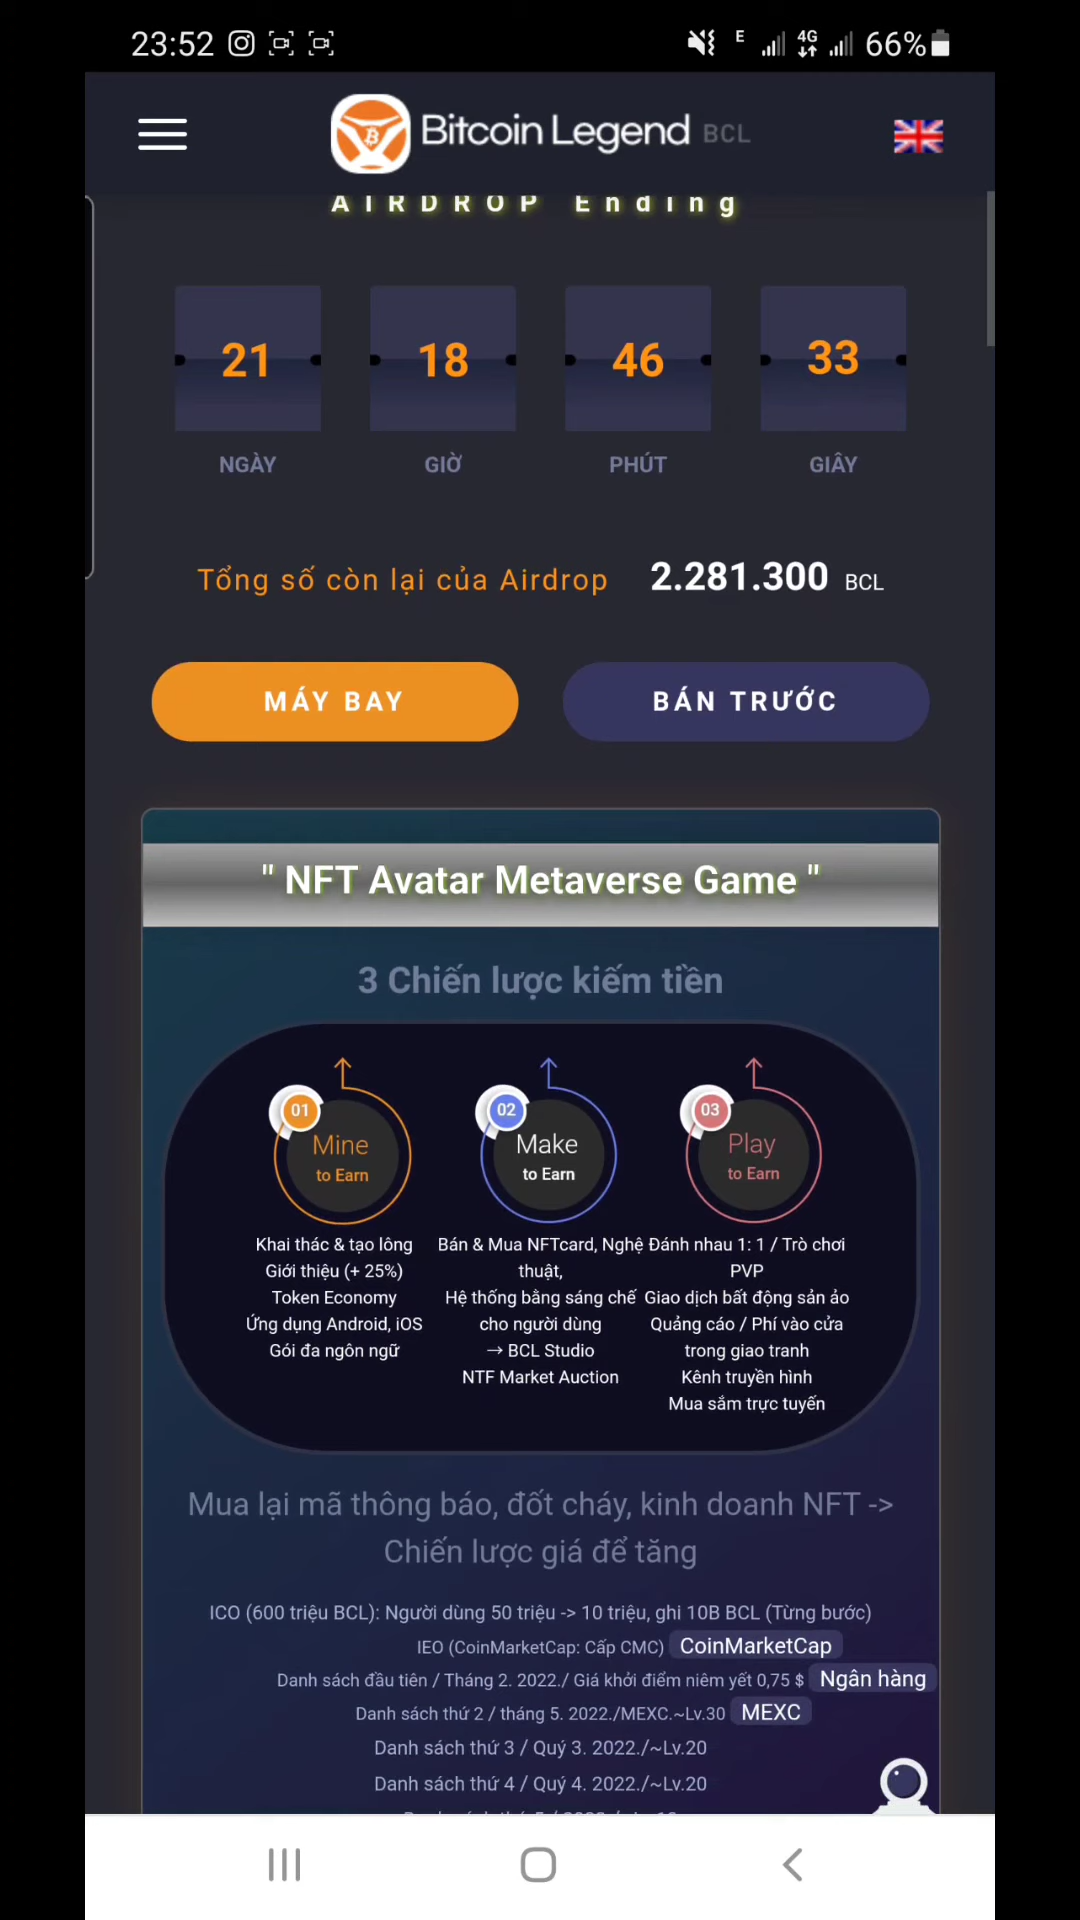 23:52 E 4G 66%
Bitcoin Legend BCL
AIRDROP Ending
21 18 46 33
NGÀY GIỜ PHÚT GIÂY
Tổng số còn lại của Airdrop 2.281.300 BCL
MÁY BAY BÁN TRƯỚC
" NFT Avatar Metaverse Game "
3 Chiến lược kiếm tiền
01 02 03
Mine Make Play
to Earn to Earn to Earn
Khai thác & tạo lông
Giới thiệu (+ 25%)
Token Economy
Ứng dụng Android, iOS
Gói đa ngôn ngữ
Bán & Mua NFTcard, Nghệ
thuật,
Hệ thống bằng sáng chế
cho người dùng
→ BCL Studio
NTF Market Auction
Đánh nhau 1: 1 / Trò chơi
PVP
Giao dịch bất động sản ảo
Quảng cáo / Phí vào cửa
trong giao tranh
Kênh truyền hình
Mua sắm trực tuyến
Mua lại mã thông báo, đốt cháy, kinh doanh NFT ->
Chiến lược giá để tăng
ICO (600 triệu BCL): Người dùng 50 triệu -> 10 triệu, ghi 10B BCL (Từng bước)
IEO (CoinMarketCap: Cấp CMC) CoinMarketCap
Danh sách đầu tiên / Tháng 2. 2022./ Giá khởi điểm niêm yết 0,75 $ Ngân hàng
Danh sách thứ 2 / tháng 5. 2022./MEXC.~Lv.30 MEXC
Danh sách thứ 3 / Quý 3. 2022./~Lv.20
Danh sách thứ 4 / Quý 4. 2022./~Lv.20